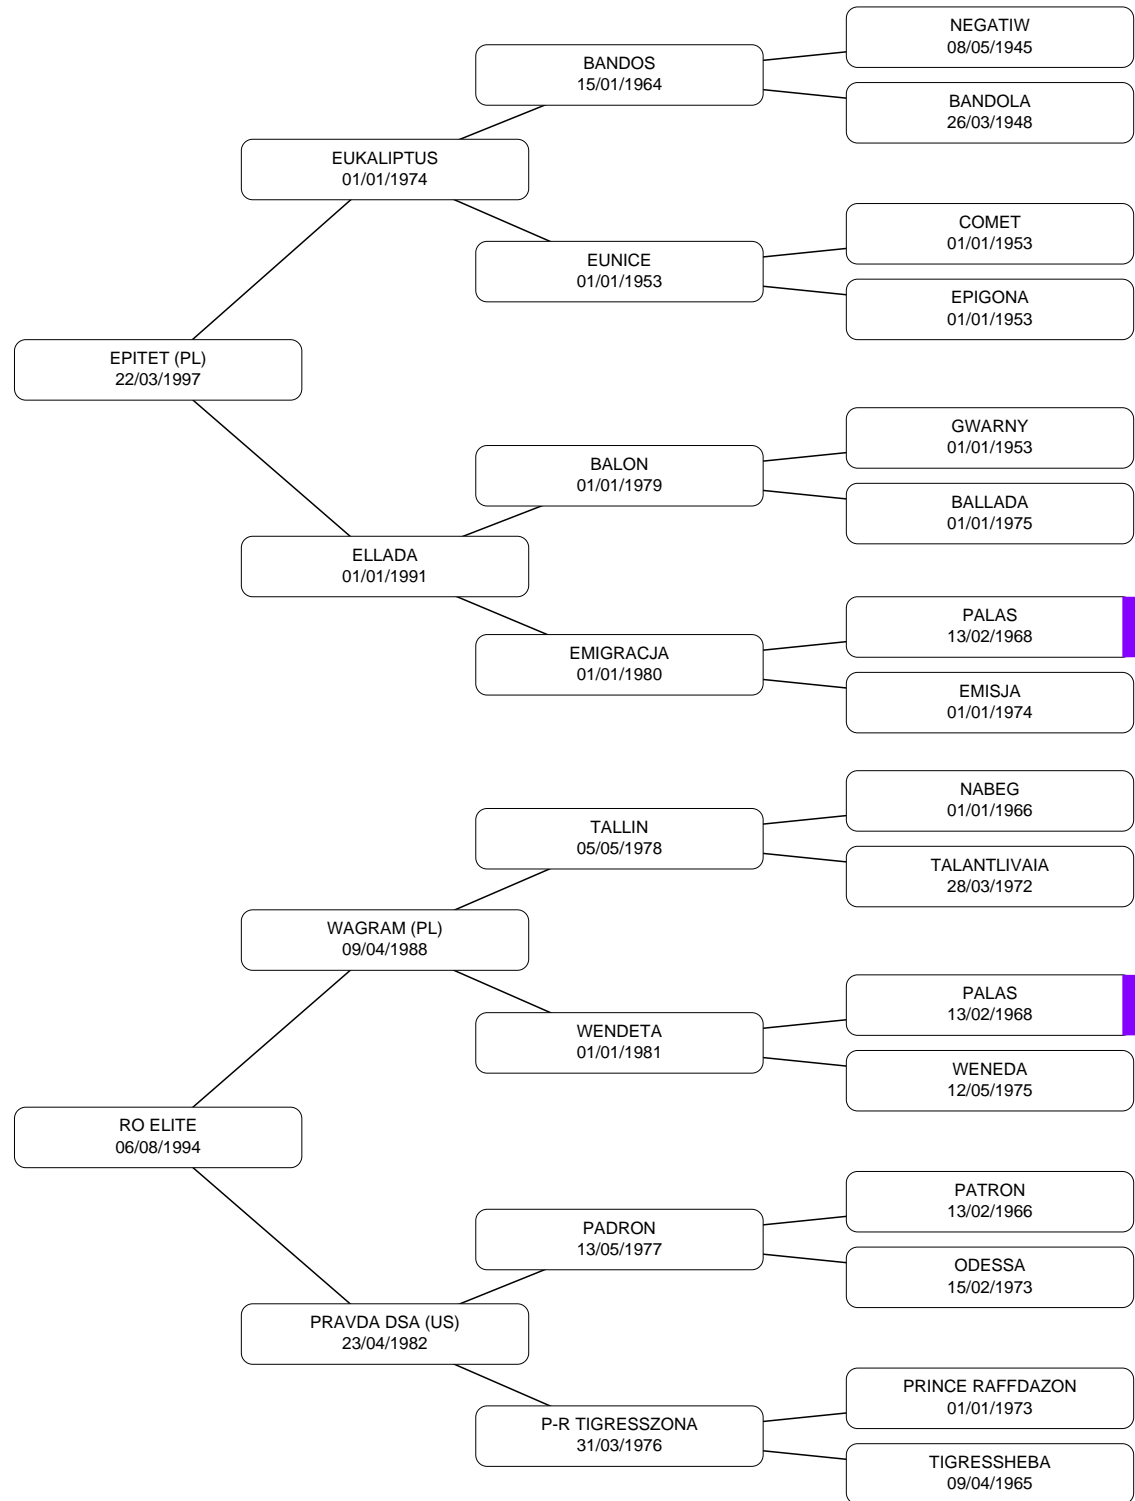 NEGATIW
08/05/1945
BANDOS
15/01/1964
BANDOLA
26/03/1948
EUKALIPTUS
01/01/1974
COMET
01/01/1953
EUNICE
01/01/1953
EPIGONA
01/01/1953
EPITET (PL)
22/03/1997
GWARNY
01/01/1953
BALON
01/01/1979
BALLADA
01/01/1975
ELLADA
01/01/1991
PALAS
13/02/1968
EMIGRACJA
01/01/1980
EMISJA
01/01/1974
NABEG
01/01/1966
TALLIN
05/05/1978
TALANTLIVAIA
28/03/1972
WAGRAM (PL)
09/04/1988
PALAS
13/02/1968
WENDETA
01/01/1981
WENEDA
12/05/1975
RO ELITE
06/08/1994
PATRON
13/02/1966
PADRON
13/05/1977
ODESSA
15/02/1973
PRAVDA DSA (US)
23/04/1982
PRINCE RAFFDAZON
01/01/1973
P-R TIGRESSZONA
31/03/1976
TIGRESSHEBA
09/04/1965